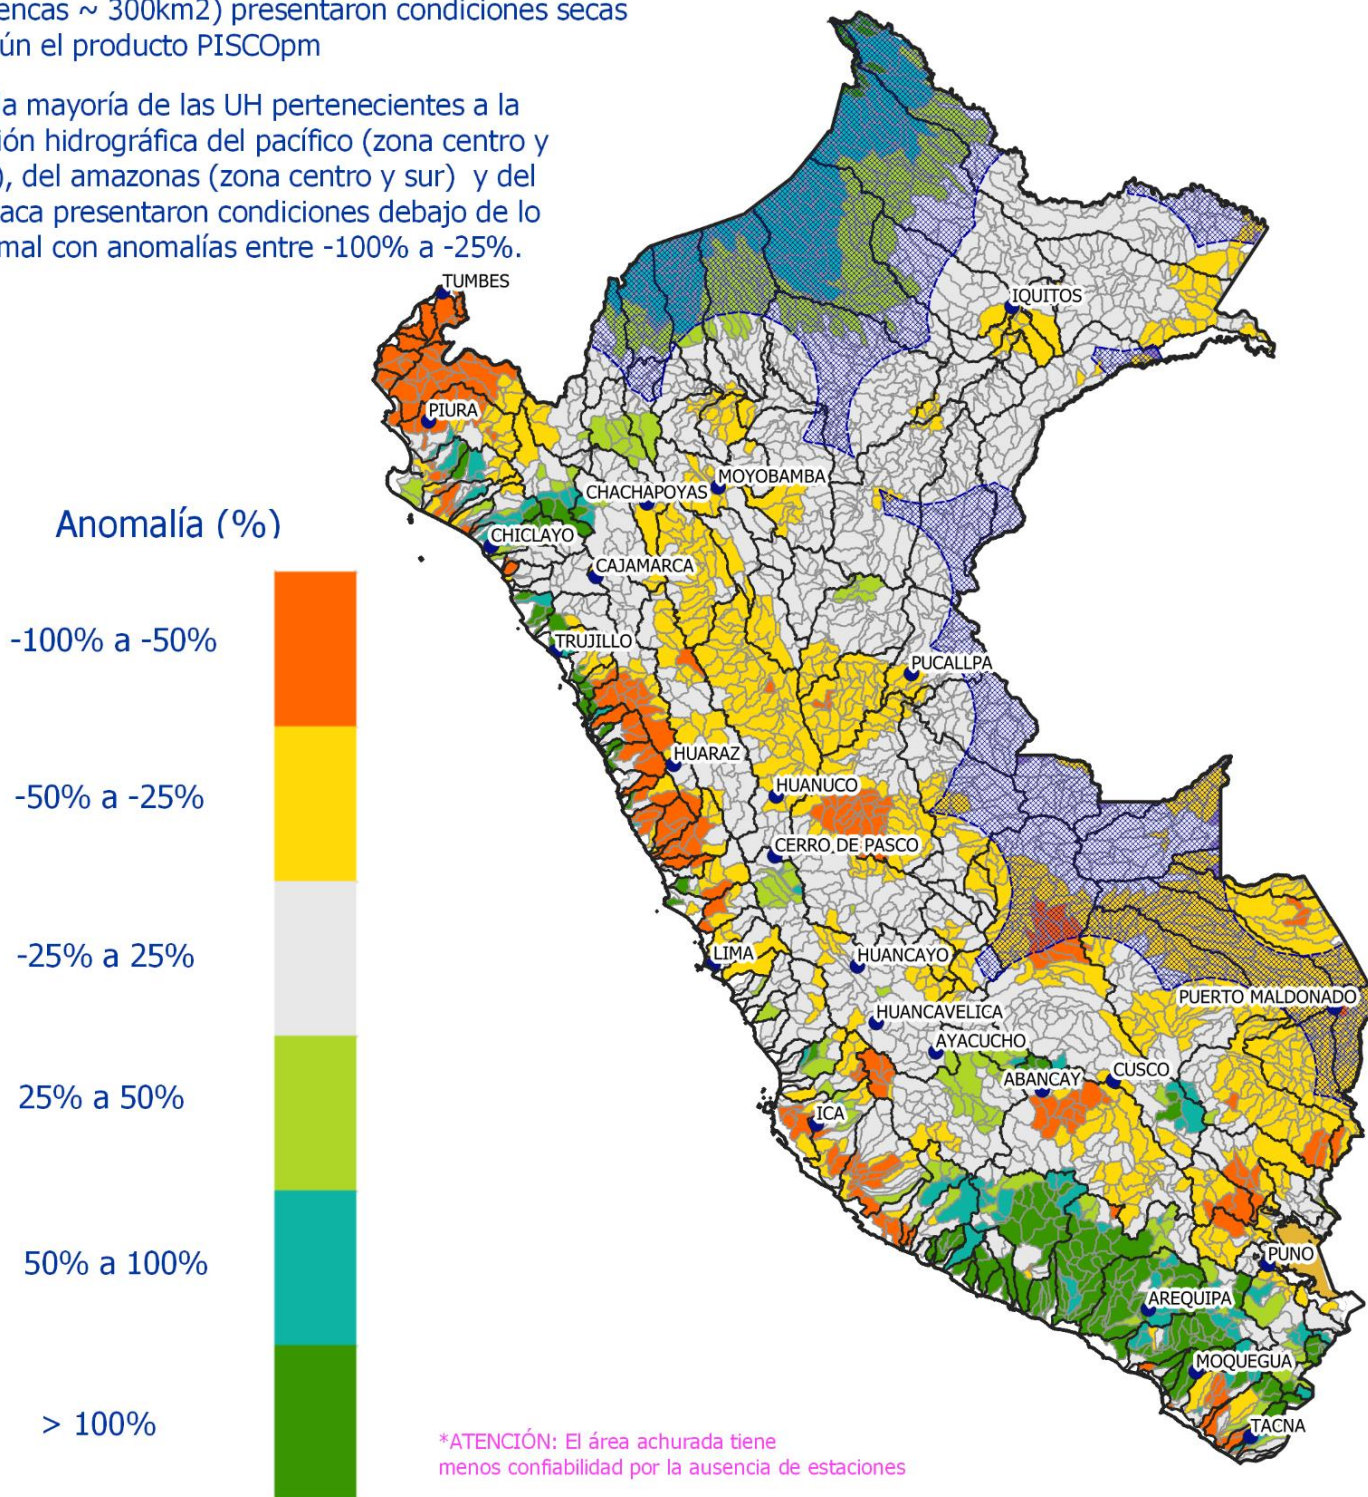 encas ~ 300km2) presentaron condiciones secas
ún el producto PISCOpm
a mayoría de las UH pertenecientes a la
ión hidrográfica del pacífico (zona centro y
), del amazonas (zona centro y sur) y del
aca presentaron condiciones debajo de lo
mal con anomalías entre -100% a -25%.
TUMBES
IQUITOS
PIURA
MOYOBAMBA
CHACHAPOYAS
Anomalía (%)
CHICLAYO
CAJAMARCA
-100% a -50%
TRUJILLO
PUCALLPA
HUARAZ
-50% a -25%
HUANUCO
CERRO DE PASCO
-25% a 25%
LIMA
HUANCAYO
PUERTO MALDONADO
HUANCAVELICA
AYACUCHO
ABANCAY
CUSCO
25% a 50%
ICA
50% a 100%
PUNO
AREQUIPA
MOQUEGUA
> 100%
TACNA
*ATENCIÓN: El área achurada tiene
menos confiabilidad por la ausencia de estaciones